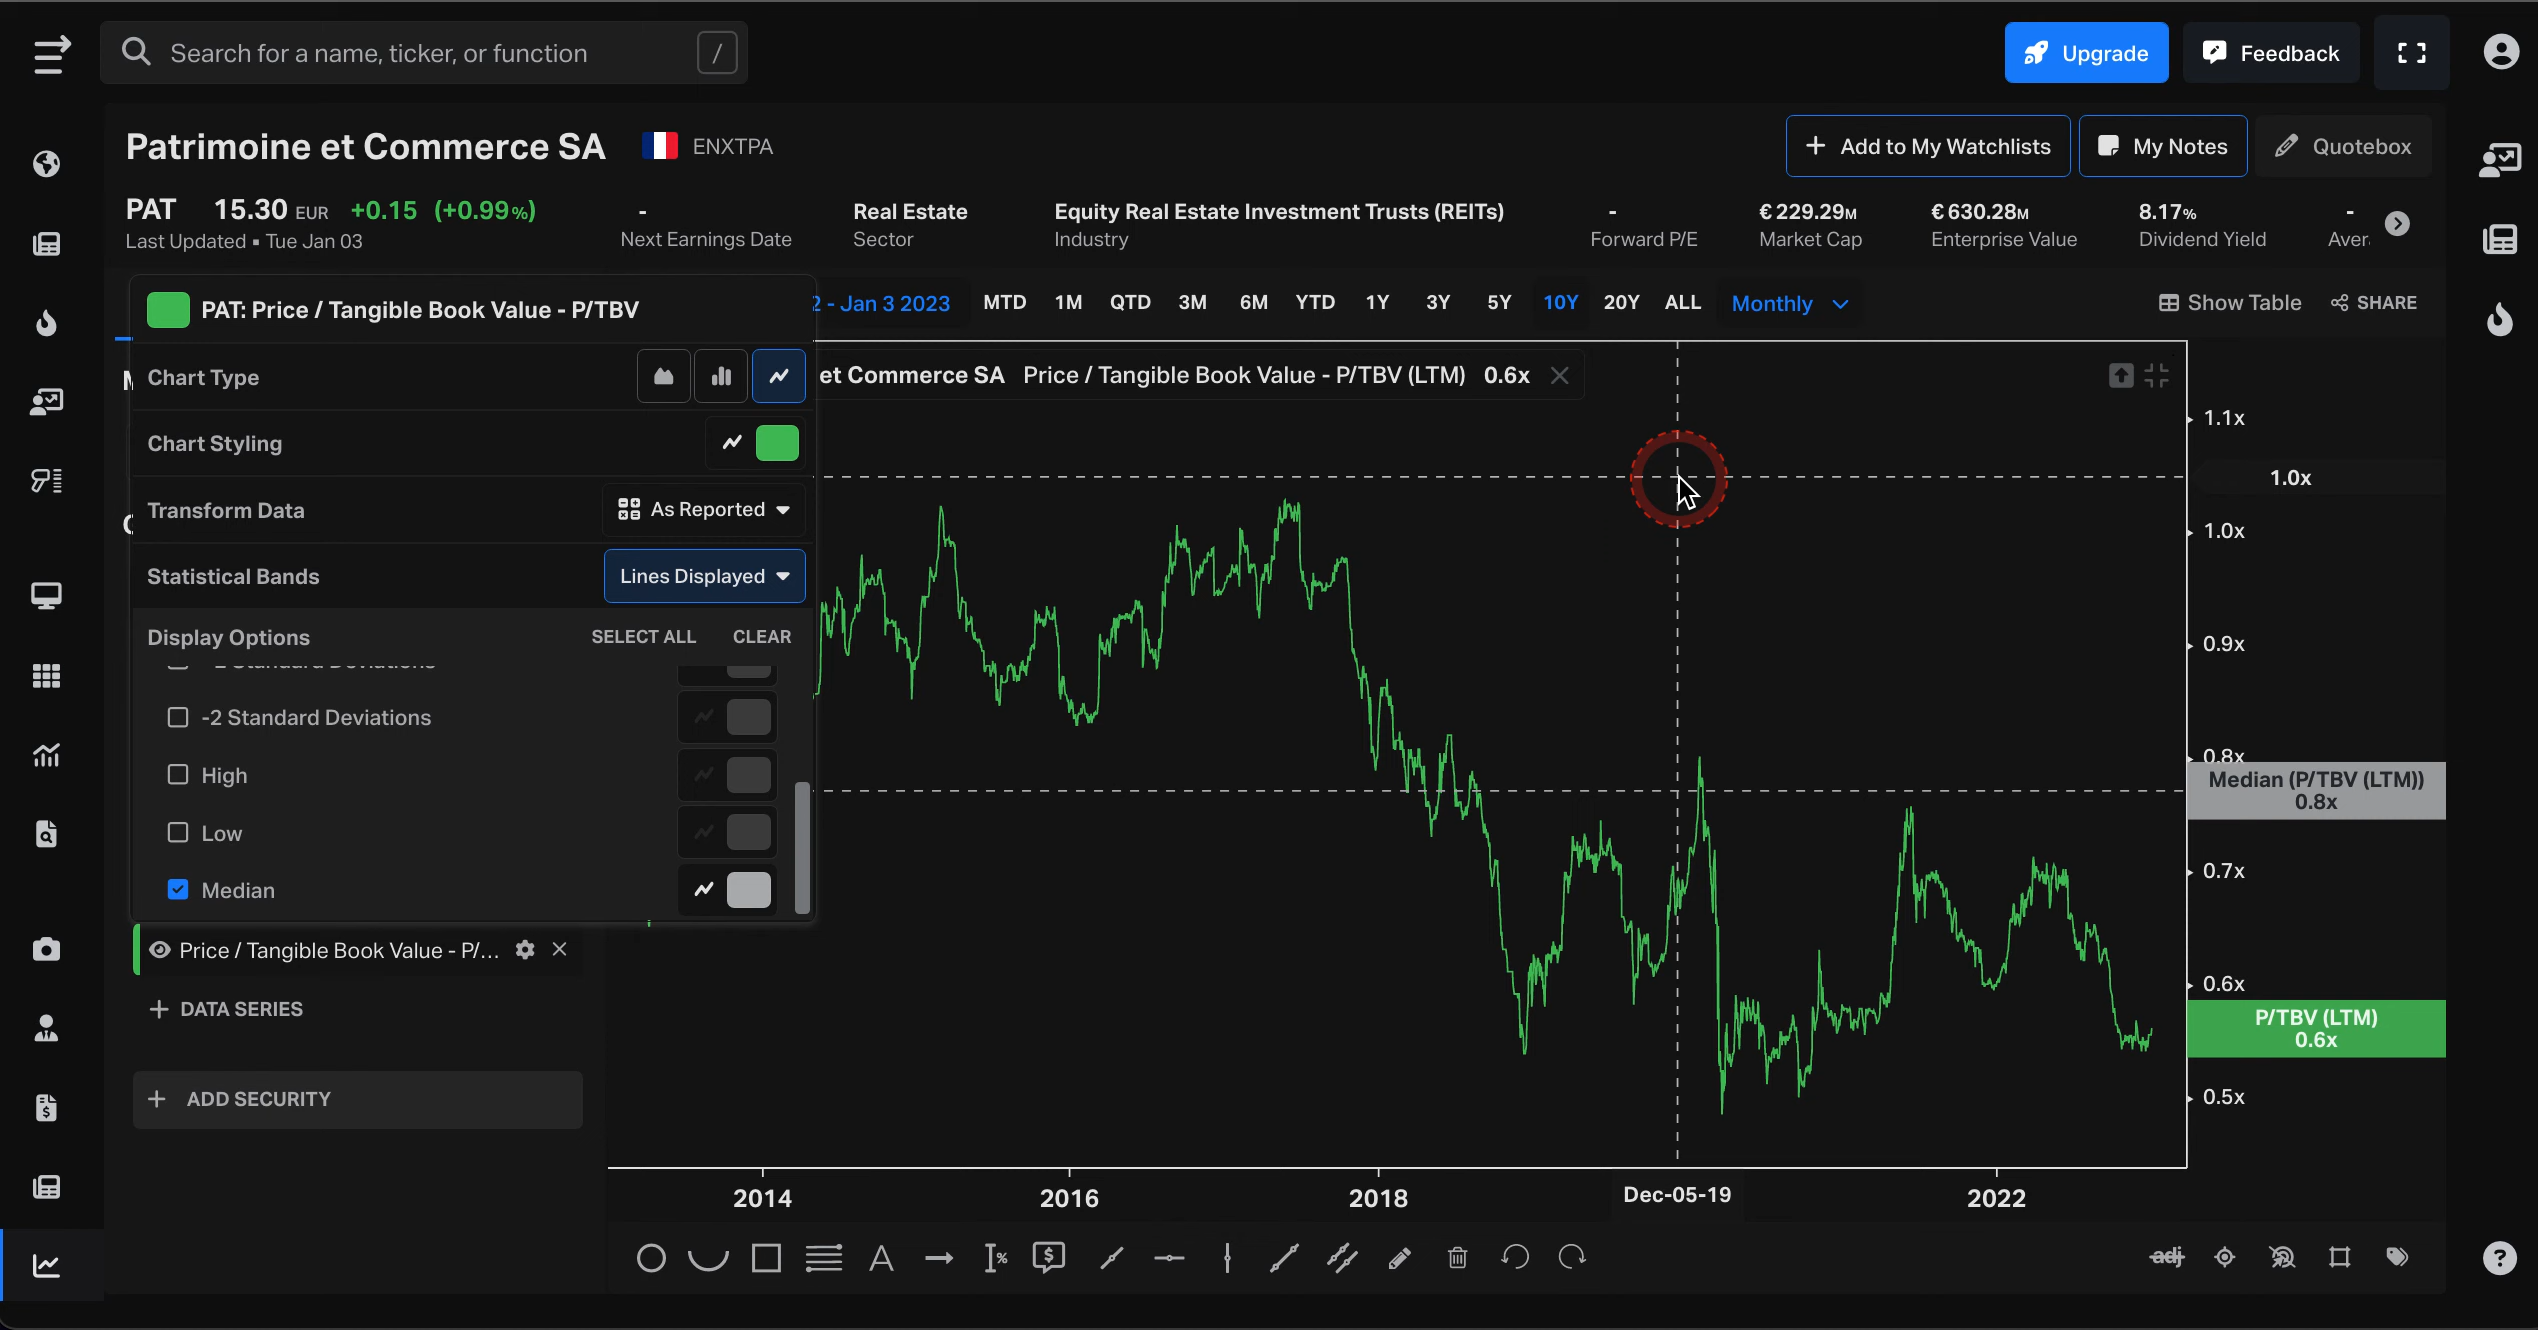 Search for a name, ticker, or function /
Upgrade
Feedback
Patrimoine et Commerce SA ENXTPA
Add to My Watchlists
My Notes
Quotebox
PAT 15.30 EUR +0.15 (+0.99%)
Last Updated ▪ Tue Jan 03
-
Next Earnings Date
Real Estate
Sector
Equity Real Estate Investment Trusts (REITs)
Industry
-
Forward P/E
€ 229.29M
Market Cap
€ 630.28M
Enterprise Value
8.17%
Dividend Yield
-
Aver.
PAT: Price / Tangible Book Value - P/TBV
2 - Jan 3 2023 MTD 1M QTD 3M 6M YTD 1Y 3Y 5Y 10Y 20Y ALL Monthly
Show Table SHARE
Chart Type
Chart Styling
Transform Data As Reported
Statistical Bands Lines Displayed
Display Options SELECT ALL CLEAR
-2 Standard Deviations
High
Low
Median
et Commerce SA Price / Tangible Book Value - P/TBV (LTM) 0.6x
1.1x
1.0x
1.0x
0.9x
0.8x
Median (P/TBV (LTM))
0.8x
0.7x
0.6x
P/TBV (LTM)
0.6x
0.5x
Price / Tangible Book Value - P/...
DATA SERIES
ADD SECURITY
2014 2016 2018 Dec-05-19 2022
A % $ adj ?